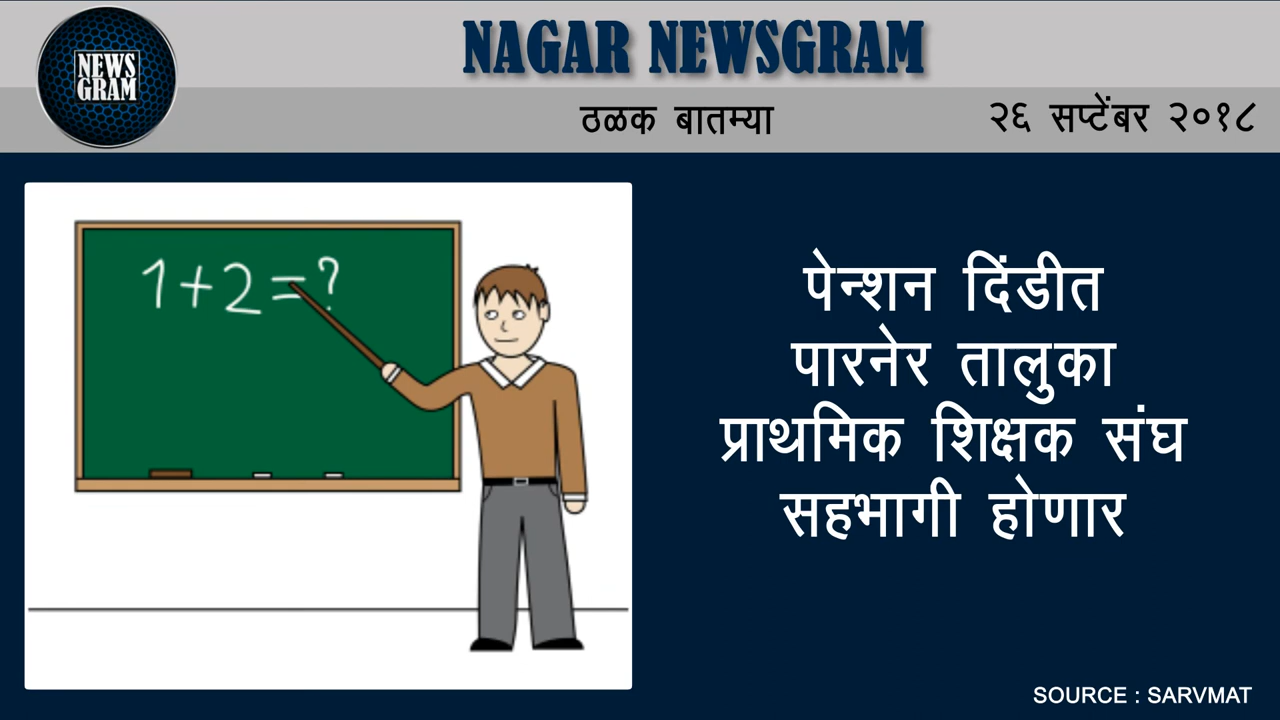 NEWS
GRAM
NAGAR NEWSGRAM
ठळक बातम्या
२६ सप्टेंबर २०१८
1+2=?
पेन्शन दिंडीत
पारनेर तालुका
प्राथमिक शिक्षक संघ
सहभागी होणार
SOURCE : SARVMAT